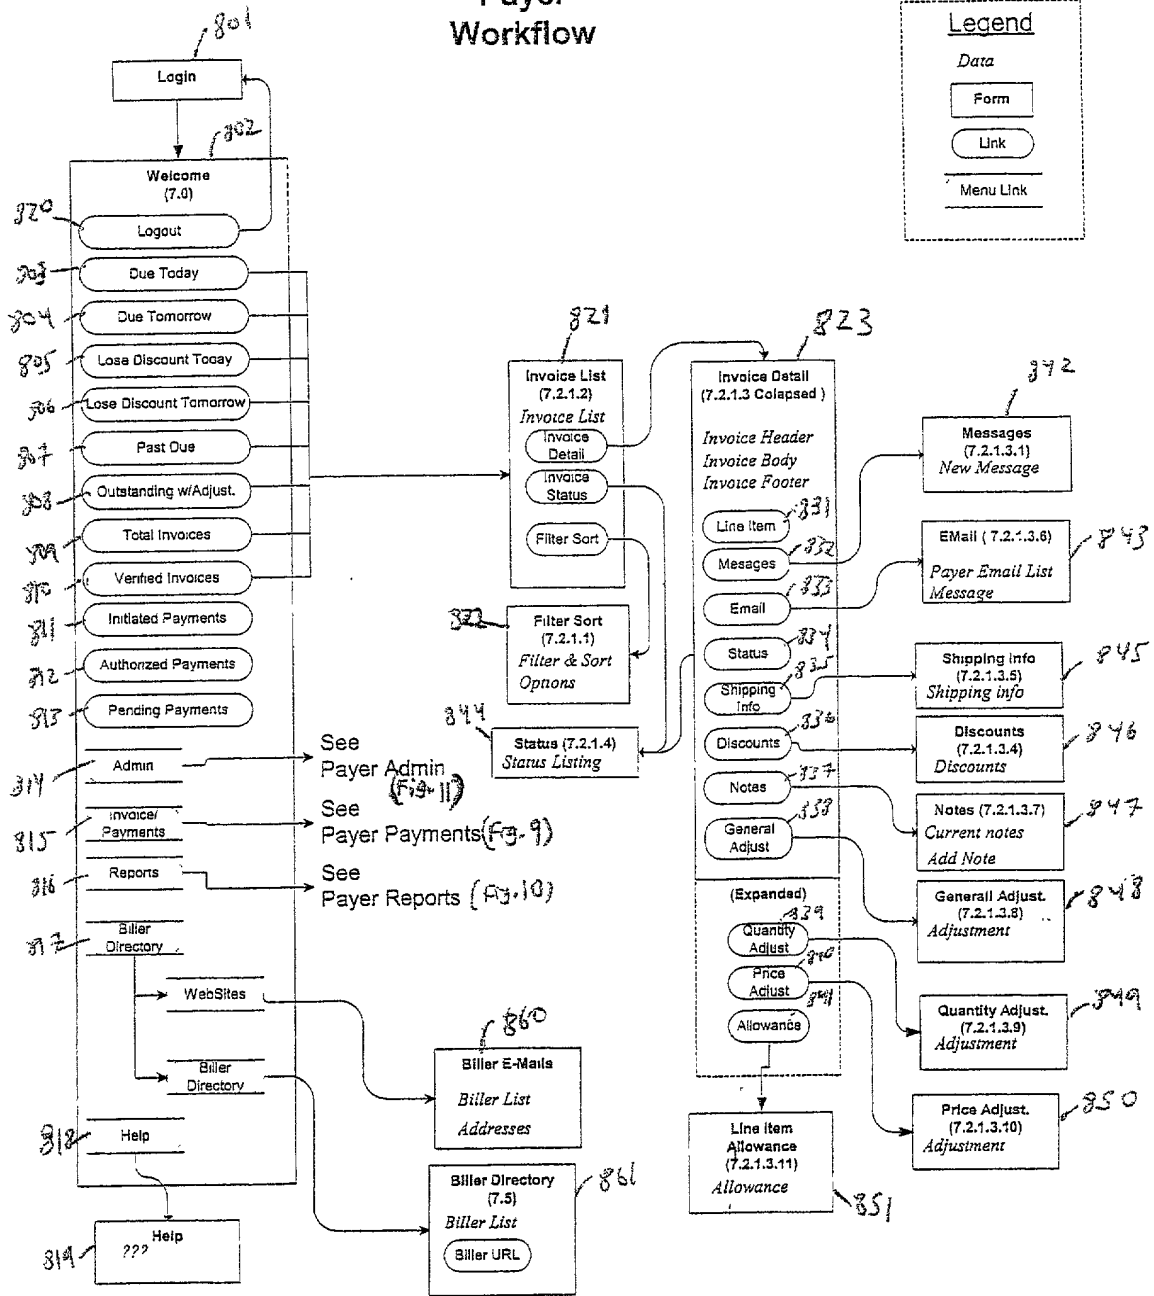 Payer
Workflow
Legend
Data
Form
Link
Menu Link
801
Login
802
Welcome
(7.0)
820
Logout
803
Due Today
804
Due Tomorrow
805
Lose Discount Today
806
Lose Discount Tomorrow
807
Past Due
808
Outstanding w/Adjust.
809
Total Invoices
810
Verified Invoices
811
Initiated Payments
812
Authorized Payments
813
Pending Payments
814
Admin
See
Payer Admin
(Fig. 11)
815
Invoice/
Payments
See
Payer Payments (Fig. 9)
816
Reports
See
Payer Reports (Fig. 10)
817
Biller
Directory
WebSites
Biller
Directory
818
Help
819
Help
???
821
Invoice List
(7.2.1.2)
Invoice List
Invoice
Detail
Invoice
Status
Filter Sort
822
Filter Sort
(7.2.1.1)
Filter & Sort
Options
844
Status (7.2.1.4)
Status Listing
860
Biller E-Mails
Biller List
Addresses
861
Biller Directory
(7.5)
Biller List
Biller URL
823
Invoice Detail
(7.2.1.3 Colapsed )
Invoice Header
Invoice Body
Invoice Footer
831
Line Item
832
Mesages
833
Email
834
Status
835
Shipping
Info
836
Discounts
837
Notes
838
General
Adjust
(Expanded)
839
Quantity
Adjust
840
Price
Adjust
841
Allowance
Line Item
Allowance
(7.2.1.3.11)
Allowance
851
842
Messages
(7.2.1.3.1)
New Message
843
EMail ( 7.2.1.3.6)
Payer Email List
Message
845
Shipping Info
(7.2.1.3.5)
Shipping info
846
Discounts
(7.2.1.3.4)
Discounts
847
Notes (7.2.1.3.7)
Current notes
Add Note
848
Generall Adjust.
(7.2.1.3.8)
Adjustment
849
Quantity Adjust.
(7.2.1.3.9)
Adjustment
850
Price Adjust.
(7.2.1.3.10)
Adjustment